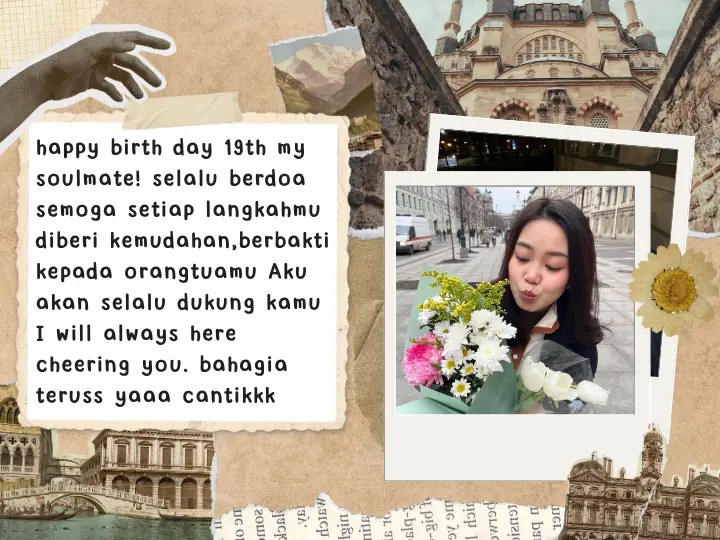 happy birth day 19th my
soulmate! selalu berdoa
semoga setiap langkahmu
diberi kemudahan,berbakti
kepada orangtuamu Aku
akan selalu dukung kamu
I will always here
cheering you. bahagia
teruss yaaa cantikkk